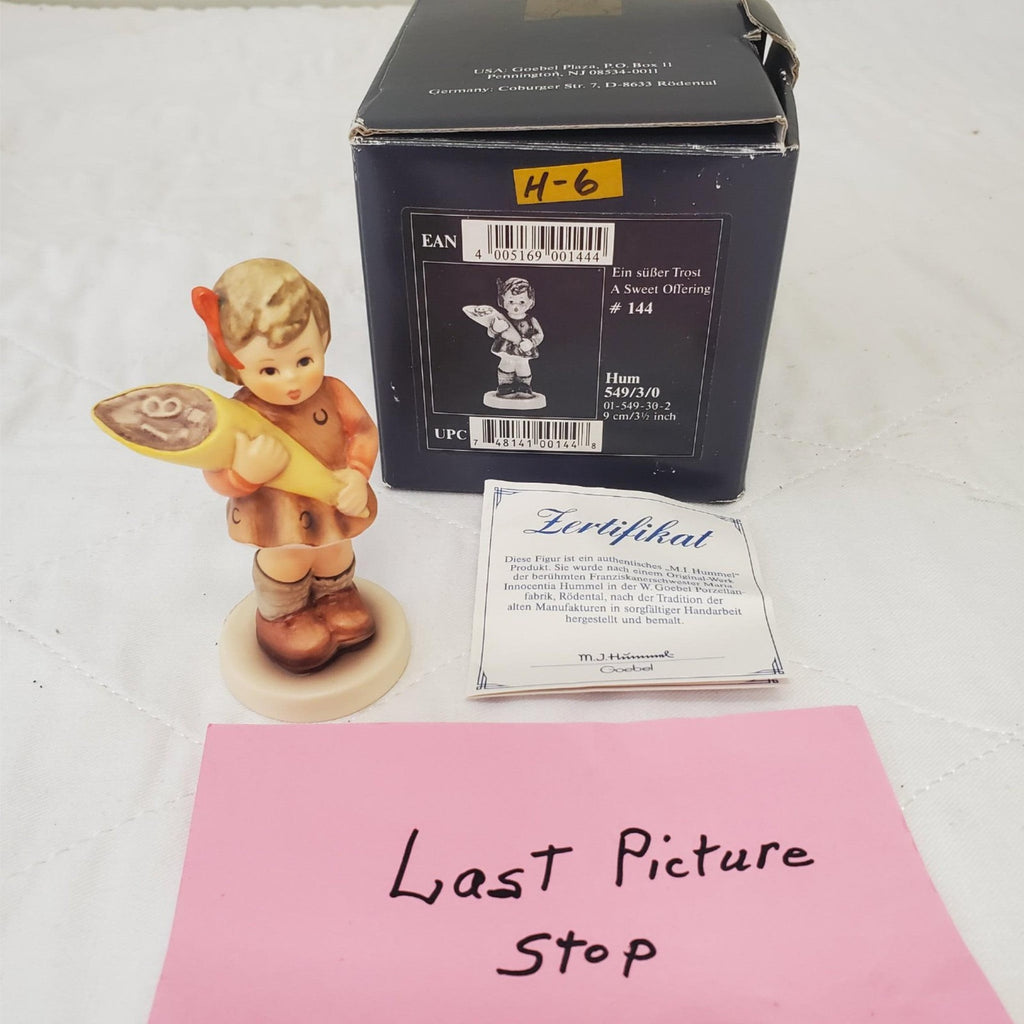 USA: Goebel Plaza, P.O. Box 11
Pennington, NJ 08534-0011
Germany: Coburger Str. 7, D-8633 Rödental
H-6
EAN
4 005169 001444
Ein süßer Trost
A Sweet Offering
# 144
Hum
549/3/0
01-549-30-2
9 cm/3½ inch
UPC
7 48141 00144 8
Zertifikat
Diese Figur ist ein authentisches „M.I. Hummel"
Produkt. Sie wurde nach einem Original-Werk
der berühmten Franziskanerschwester Maria
Innocentia Hummel in der W. Goebel Porzellan-
fabrik, Rödental, nach der Tradition der
alten Manufakturen in sorgfältiger Handarbeit
hergestellt und bemalt.
M.J. Hummel
Goebel
Last Picture
Stop